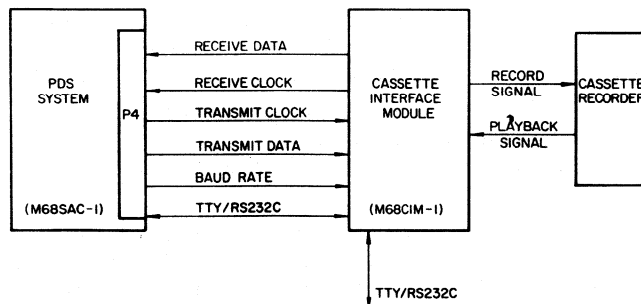 PDS
SYSTEM
(M68SAC-1)
P4
RECEIVE DATA
RECEIVE CLOCK
TRANSMIT CLOCK
TRANSMIT DATA
BAUD RATE
TTY/RS232C
CASSETTE
INTERFACE
MODULE
(M68CIM-1)
TTY/RS232C
RECORD
SIGNAL
PLAYBACK
SIGNAL
CASSETTE
RECORDER